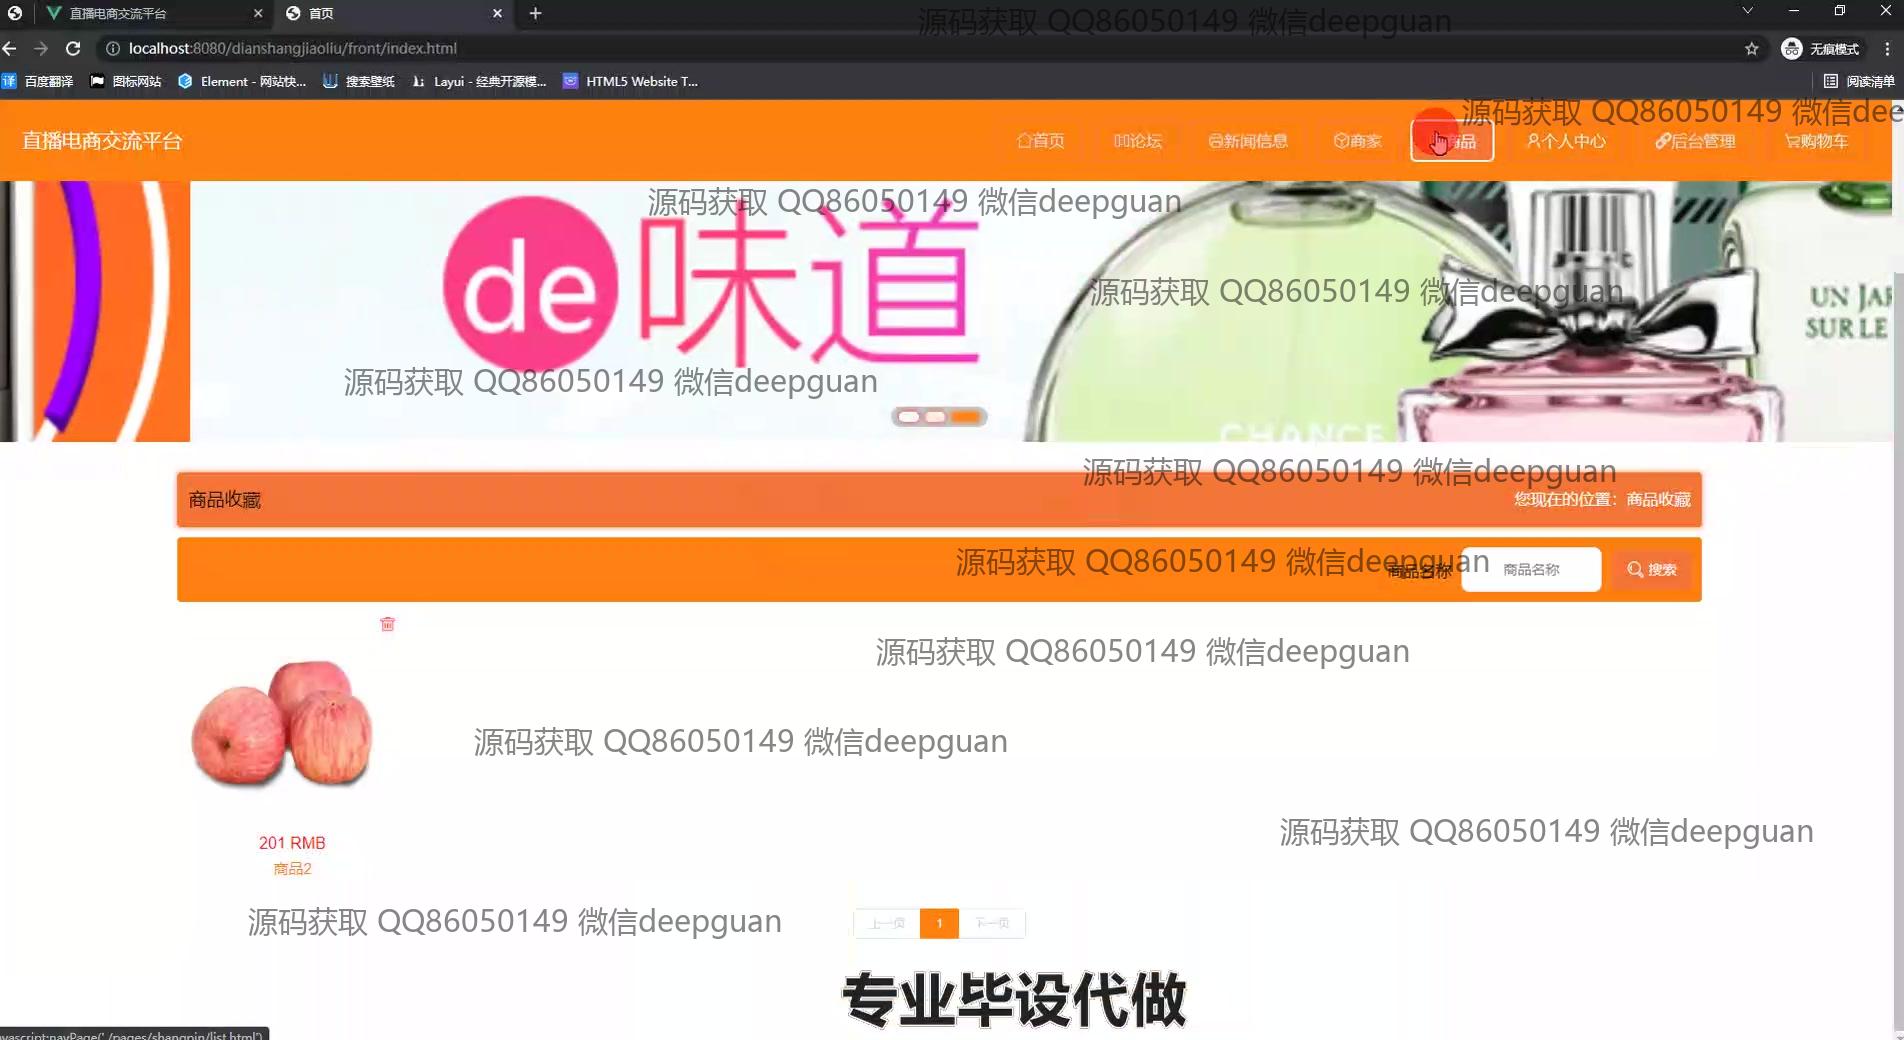 直播电商交流平台
首页
源码获取 QQ86050149 微信deepguan
localhost:8080/dianshangjiaoliu/front/index.html
无痕模式
百度翻译
图标网站
Element - 网站快...
搜索壁纸
Layui - 经典开源模...
HTML5 Website T...
阅读清单
源码获取 QQ86050149 微信dee
直播电商交流平台
首页
论坛
新闻信息
商家
商品
个人中心
后台管理
购物车
源码获取 QQ86050149 微信deepguan
de味道
源码获取 QQ86050149 微信deepguan
UN JAR
SUR LE
源码获取 QQ86050149 微信deepguan
CHANCE
源码获取 QQ86050149 微信deepguan
商品收藏
您现在的位置：商品收藏
源码获取 QQ86050149 微信deepguan
商品名称
商品名称
搜索
源码获取 QQ86050149 微信deepguan
源码获取 QQ86050149 微信deepguan
源码获取 QQ86050149 微信deepguan
201 RMB
商品2
源码获取 QQ86050149 微信deepguan
上一页
1
下一页
专业毕设代做
vascript:navPage('./pages/shangpin/list.html')